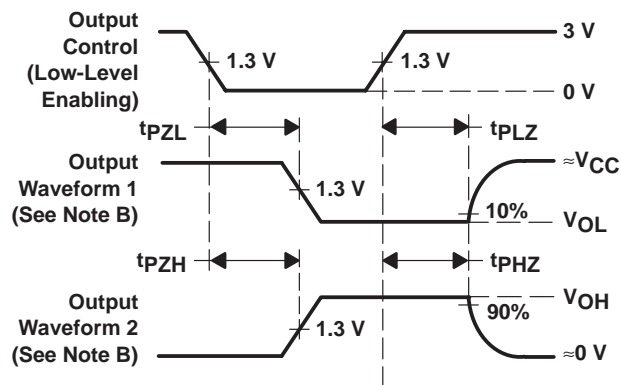 Output
Control
(Low-Level
Enabling)
1.3 V
1.3 V
3 V
0 V
tPZL
tPLZ
Output
Waveform 1
(See Note B)
1.3 V
10%
≈VCC
VOL
tPZH
tPHZ
Output
Waveform 2
(See Note B)
1.3 V
90%
VOH
≈0 V